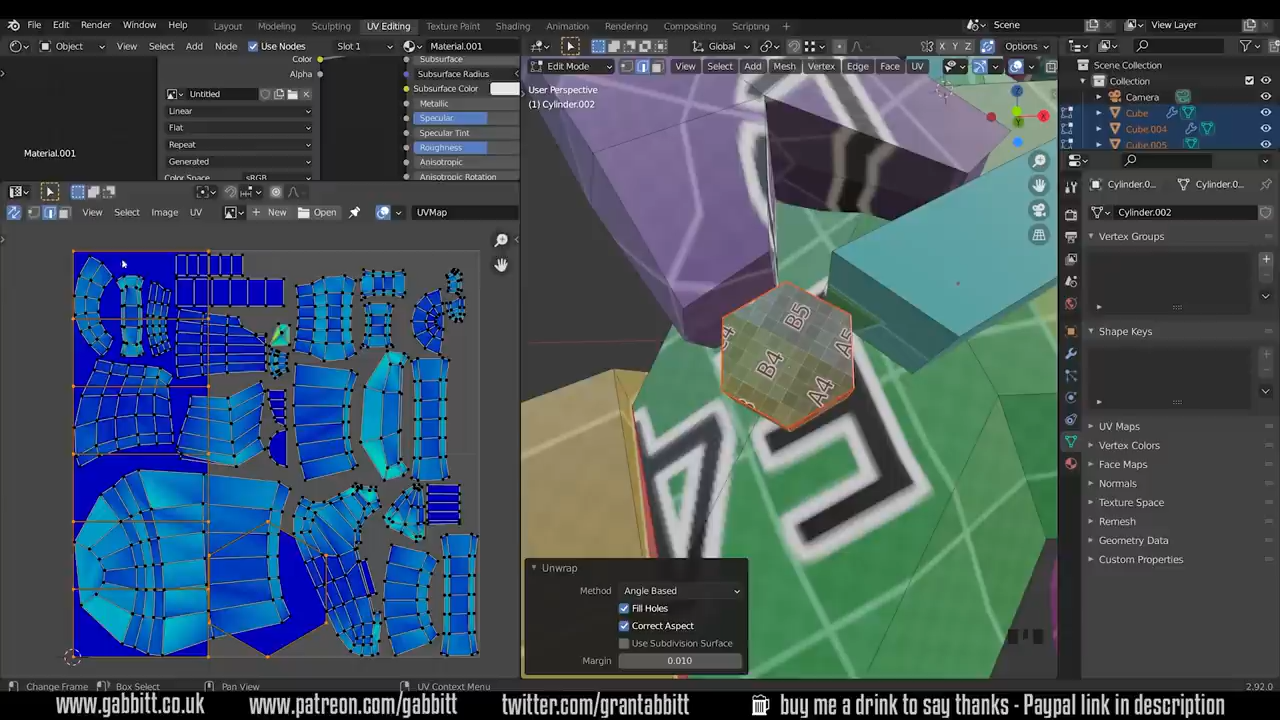 File Edit Render Window Help Layout Modeling Sculpting UV Editing Texture Paint Shading Animation Rendering Compositing Scripting + Scene View Layer
Object View Select Add Node Use Nodes Slot 1 Material.001 Global X Y Z Options
Color Subsurface
Alpha Subsurface Radius
Subsurface Color
Untitled Metallic
Linear Specular
Flat Specular Tint
Repeat Roughness
Generated Anisotropic
Color Space sRGB Anisotropic Rotation
Material.001
View Select Image UV New Open UVMap
Edit Mode View Select Add Mesh Vertex Edge Face UV
User Perspective
(1) Cylinder.002
B5
B4
A4
Unwrap
Method Angle Based
Fill Holes
Correct Aspect
Use Subdivision Surface
Margin 0.010
Scene Collection
Collection
Camera
Cube
Cube.004
Cube.005
Cylinder.0... Cylinder.0...
Cylinder.002
Vertex Groups
Shape Keys
UV Maps
Vertex Colors
Face Maps
Normals
Texture Space
Remesh
Geometry Data
Custom Properties
Change Frame Box Select Pan View UV Context Menu 2.92.0
www.gabbitt.co.uk www.patreon.com/gabbitt twitter.com/grantabbitt buy me a drink to say thanks - Paypal link in description